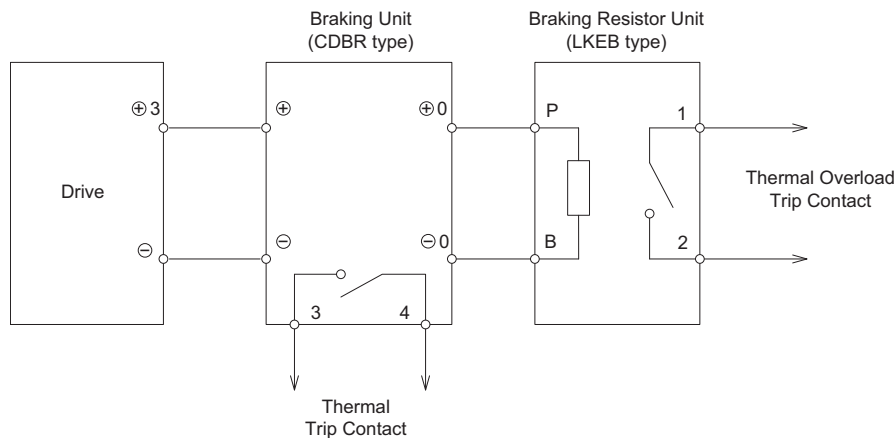 Braking Unit
(CDBR type)
Braking Resistor Unit
(LKEB type)
⊕3
⊕
⊕0
P
1
Drive
Thermal Overload
Trip Contact
⊖
⊖
⊖0
B
2
3
4
Thermal
Trip Contact